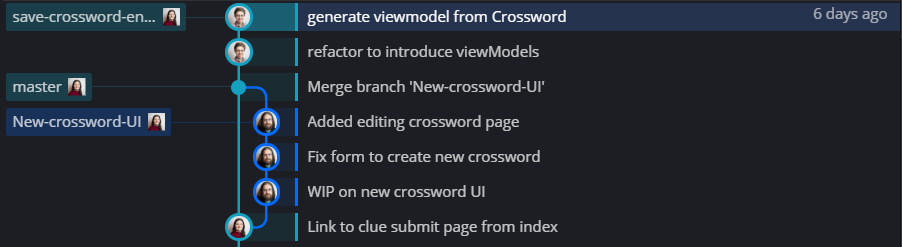 save-crossword-en... generate viewmodel from Crossword 6 days ago
refactor to introduce viewModels
master Merge branch 'New-crossword-UI'
New-crossword-UI Added editing crossword page
Fix form to create new crossword
WIP on new crossword UI
Link to clue submit page from index